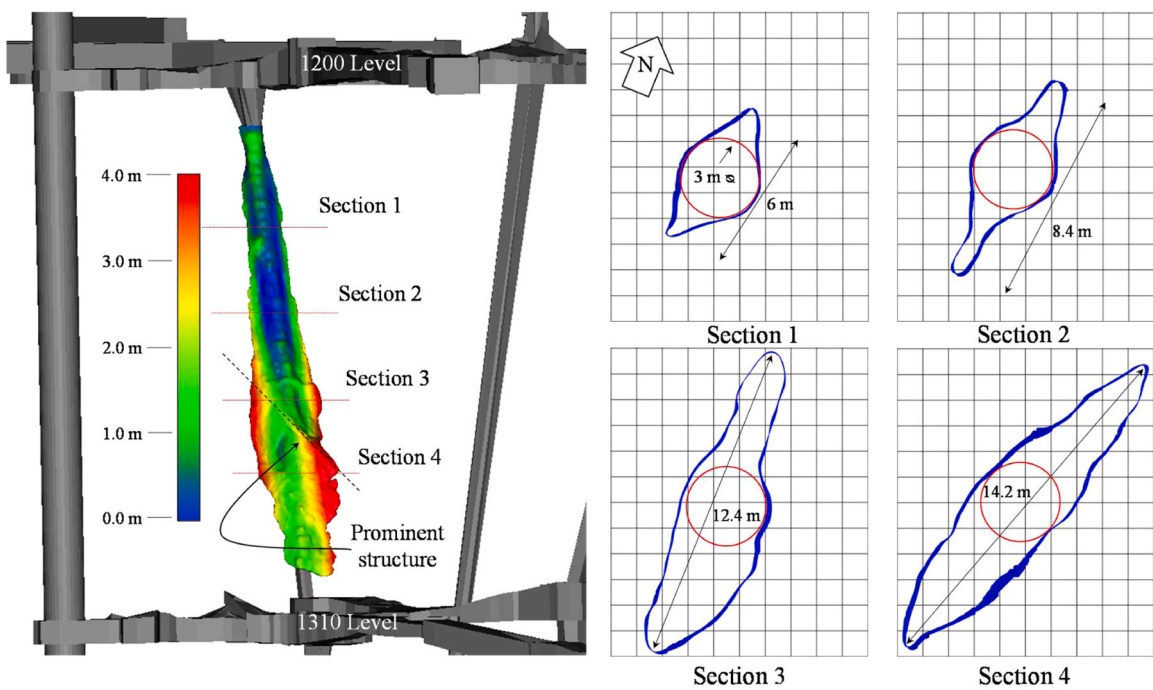 1200 Level
4.0 m
3.0 m
2.0 m
1.0 m
0.0 m
Section 1
Section 2
Section 3
Section 4
Prominent
structure
1310 Level
N
3 m ⌀
6 m
Section 1
8.4 m
Section 2
12.4 m
Section 3
14.2 m
Section 4